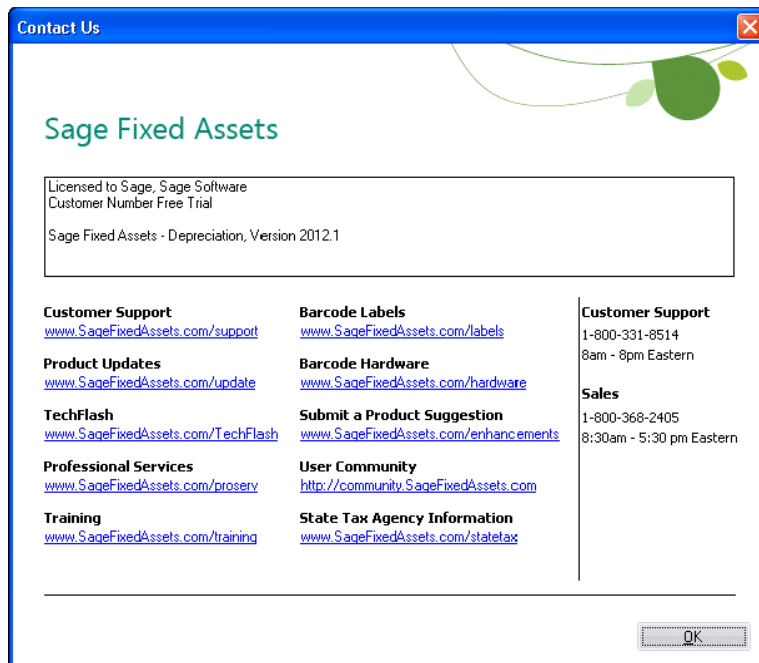 Contact Us
Sage Fixed Assets
Licensed to Sage, Sage Software
Customer Number Free Trial
Sage Fixed Assets - Depreciation, Version 2012.1
Customer Support
www.SageFixedAssets.com/support
Product Updates
www.SageFixedAssets.com/update
TechFlash
www.SageFixedAssets.com/TechFlash
Professional Services
www.SageFixedAssets.com/proserv
Training
www.SageFixedAssets.com/training
Barcode Labels
www.SageFixedAssets.com/labels
Barcode Hardware
www.SageFixedAssets.com/hardware
Submit a Product Suggestion
www.SageFixedAssets.com/enhancements
User Community
http://community.SageFixedAssets.com
State Tax Agency Information
www.SageFixedAssets.com/statetax
Customer Support
1-800-331-8514
8am - 8pm Eastern
Sales
1-800-368-2405
8:30am - 5:30 pm Eastern
OK